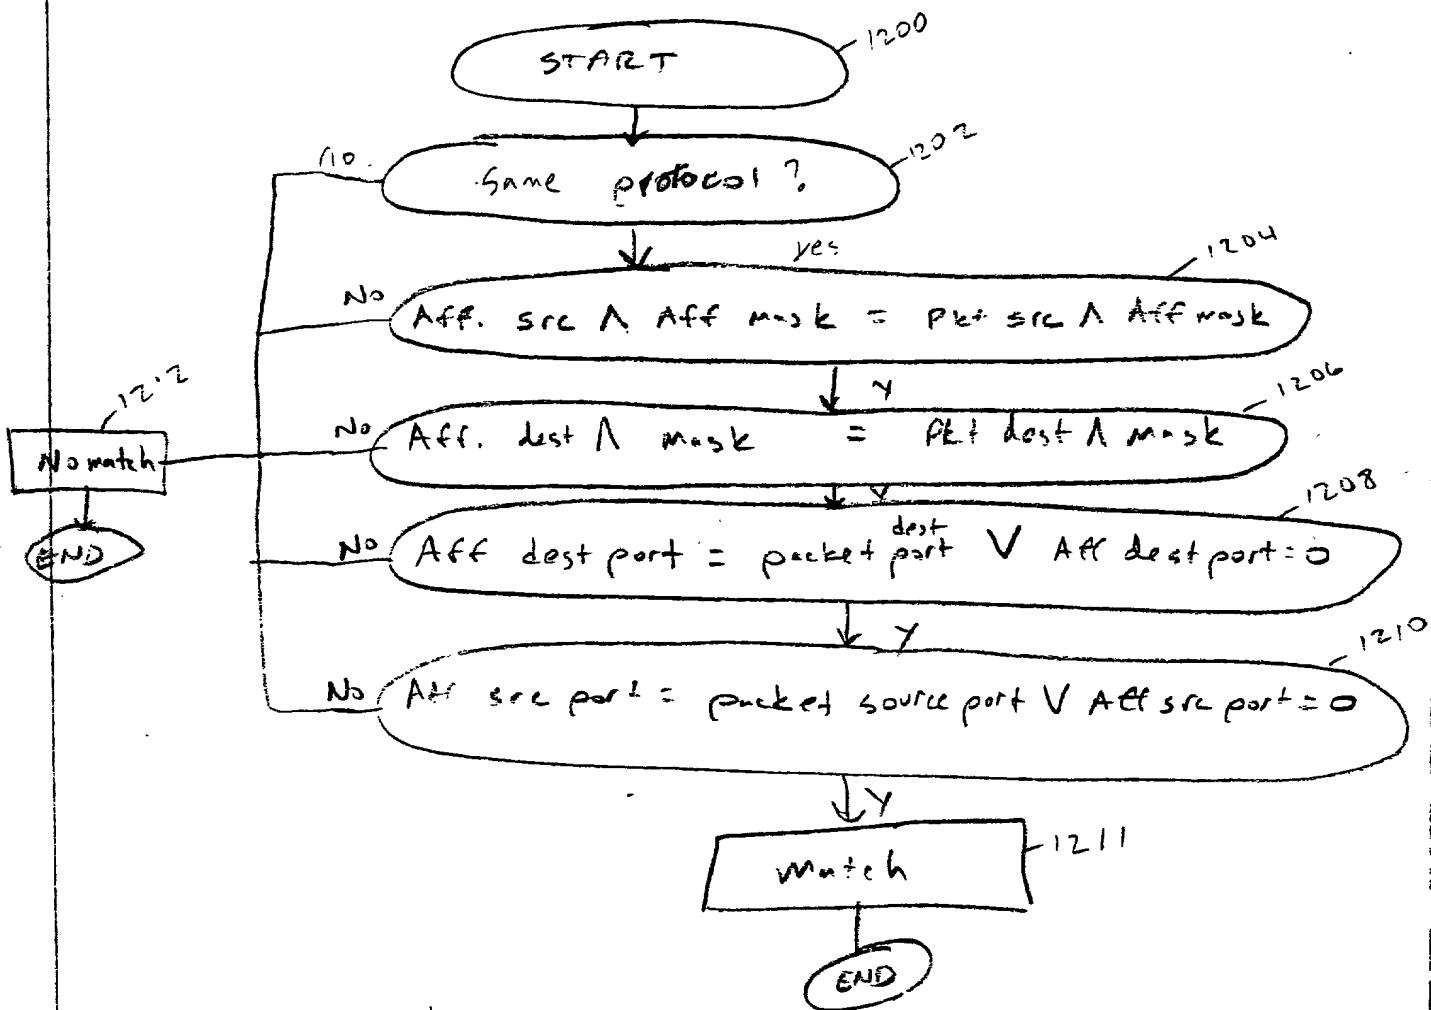 START
1200
no.
same protocol?
1202
yes
1204
No
Aff. src Λ Aff mask = Pkt src Λ Aff mask
Y
1206
1212
No
Aff. dest Λ mask = Pkt dest Λ mask
No match
Y
1208
END
No
Aff dest port = packet dest port V Aff dest port = 0
Y
1210
No
Aff src port = packet source port V Aff src port = 0
Y
Match
1211
END